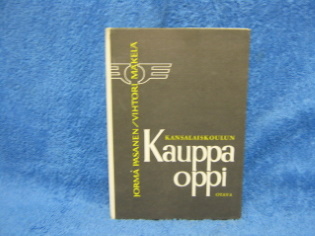 JORMA PASANEN/VIHTORI MÄKELÄ
KANSALAISKOULUN
Kauppa
oppi
OTAVA